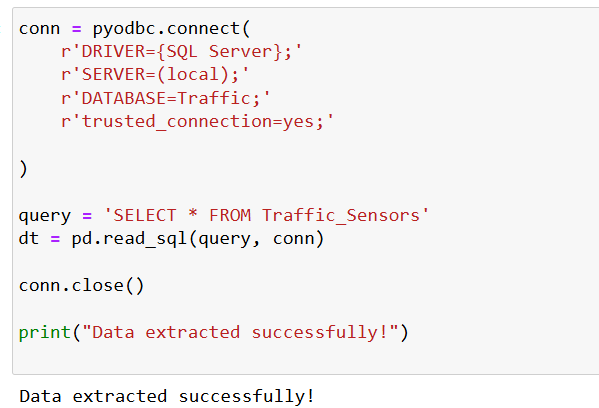 conn = pyodbc.connect(
    r'DRIVER={SQL Server};'
    r'SERVER=(local);'
    r'DATABASE=Traffic;'
    r'trusted_connection=yes;'
)
query = 'SELECT * FROM Traffic_Sensors'
dt = pd.read_sql(query, conn)
conn.close()
print("Data extracted successfully!")
Data extracted successfully!